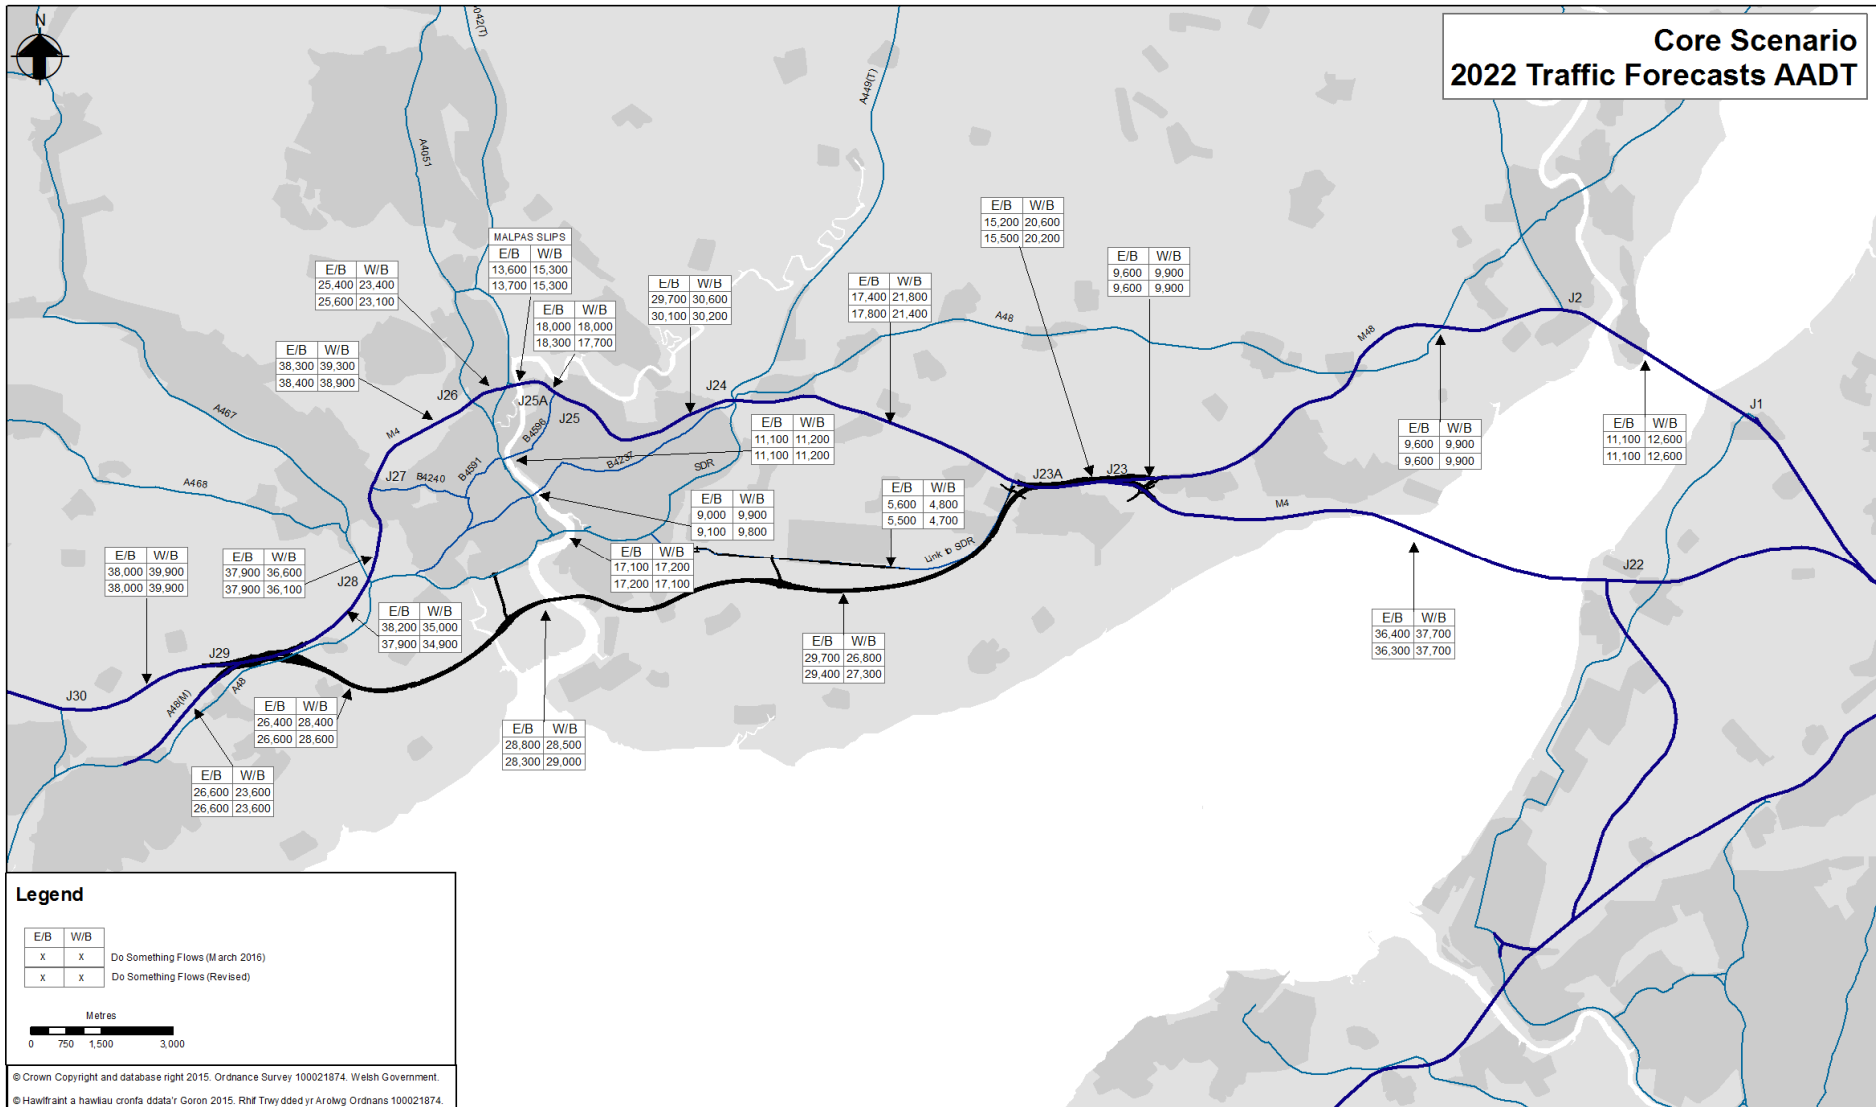 N
Core Scenario
2022 Traffic Forecasts AADT
A4051
A449(T)
E/B W/B
15,200 20,600
15,500 20,200
MALPAS SLIPS
E/B W/B
13,600 15,300
13,700 15,300
E/B W/B
25,400 23,400
25,600 23,100
E/B W/B
9,600 9,900
9,600 9,900
E/B W/B
29,700 30,600
30,100 30,200
E/B W/B
17,400 21,800
17,800 21,400
E/B W/B
18,000 18,000
18,300 17,700
A48
J2
M48
E/B W/B
38,300 39,300
38,400 38,900
J26
J25A
J25
J24
J1
A467
M4
B4596
E/B W/B
11,100 11,200
11,100 11,200
E/B W/B
9,600 9,900
9,600 9,900
E/B W/B
11,100 12,600
11,100 12,600
J27
B4240
B4591
B4237
SDR
J23A
J23
A468
M4
E/B W/B
5,600 4,800
5,500 4,700
E/B W/B
9,000 9,900
9,100 9,800
Link to SDR
E/B W/B
38,000 39,900
38,000 39,900
E/B W/B
37,900 36,600
37,900 36,100
J28
E/B W/B
17,100 17,200
17,200 17,100
J22
E/B W/B
38,200 35,000
37,900 34,900
E/B W/B
36,400 37,700
36,300 37,700
E/B W/B
29,700 26,800
29,400 27,300
J29
J30
A48(M)
A48
E/B W/B
26,400 28,400
26,600 28,600
E/B W/B
28,800 28,500
28,300 29,000
E/B W/B
26,600 23,600
26,600 23,600
Legend
E/B W/B
x x Do Something Flows (March 2016)
x x Do Something Flows (Revised)
Metres
0 750 1,500 3,000
© Crown Copyright and database right 2015. Ordnance Survey 100021874. Welsh Government.
© Hawlfraint a hawliau cronfa ddata'r Goron 2015. Rhif Trwydded yr Arolwg Ordnans 100021874.